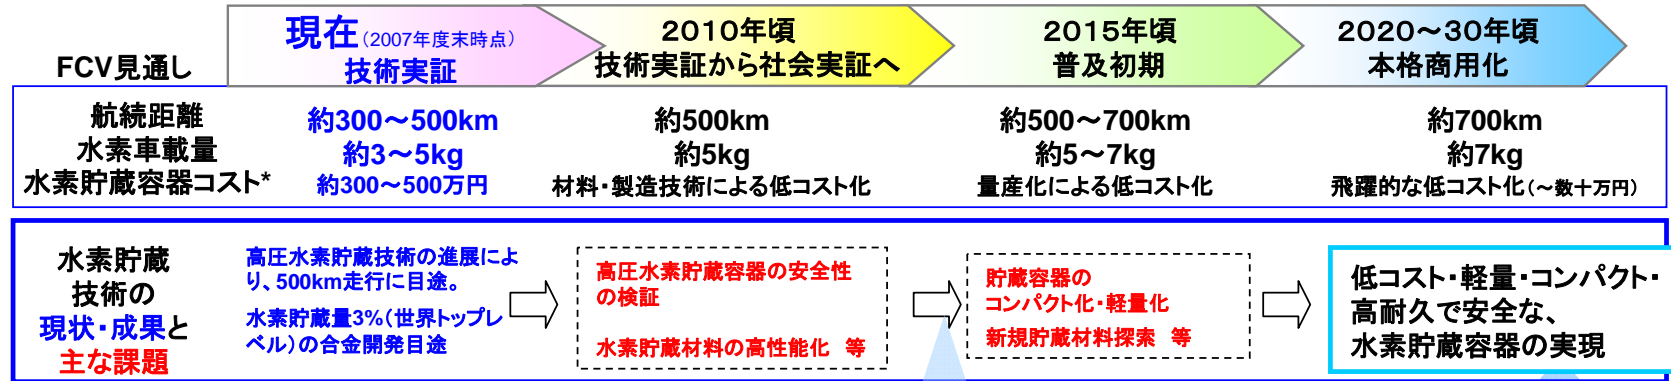 FCV見通し
現在(2007年度末時点)
技術実証
2010年頃
技術実証から社会実証へ
2015年頃
普及初期
2020～30年頃
本格商用化
航続距離
約300～500km
約500km
約500～700km
約700km
水素車載量
約3～5kg
約5kg
約5～7kg
約7kg
水素貯蔵容器コスト*
約300～500万円
材料・製造技術による低コスト化
量産化による低コスト化
飛躍的な低コスト化(～数十万円)
水素貯蔵
技術の
現状・成果と
主な課題
高圧水素貯蔵技術の進展によ
り、500km走行に目途。
水素貯蔵量3%(世界トップレ
ベル)の合金開発目途
高圧水素貯蔵容器の安全性
の検証
水素貯蔵材料の高性能化 等
貯蔵容器の
コンパクト化・軽量化
新規貯蔵材料探索 等
低コスト・軽量・コンパクト・
高耐久で安全な、
水素貯蔵容器の実現